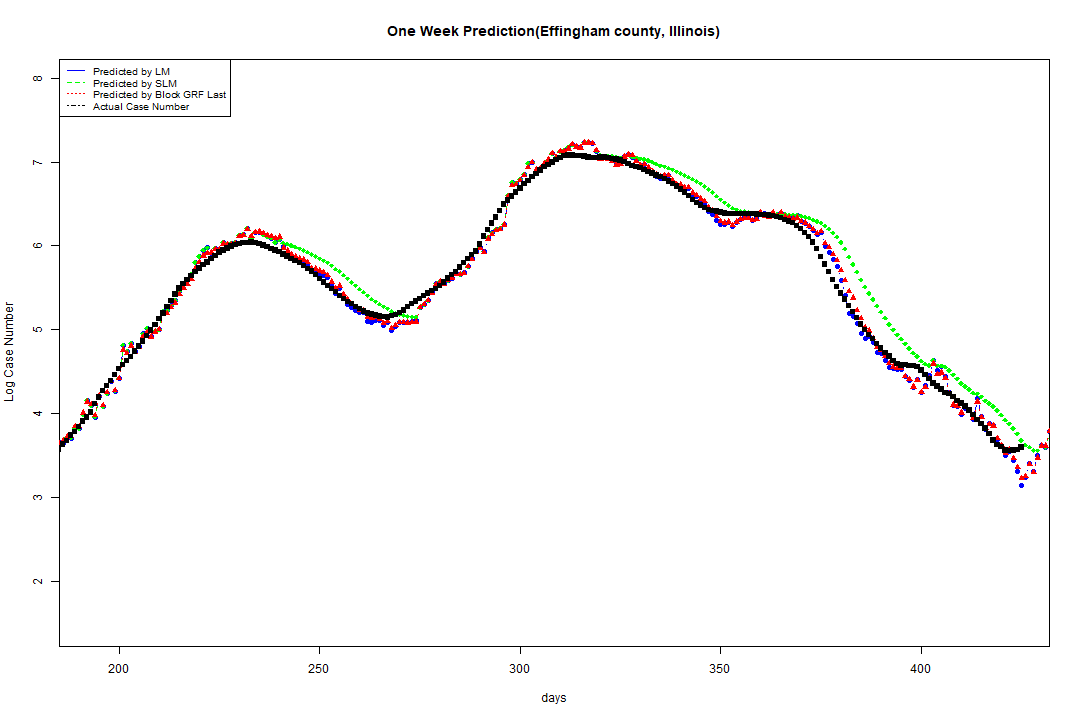 One Week Prediction(Effingham county, Illinois)
Predicted by LM
Predicted by SLM
Predicted by Block GRF Last
Actual Case Number
8
7
6
5
4
3
2
Log Case Number
200 250 300 350 400
days